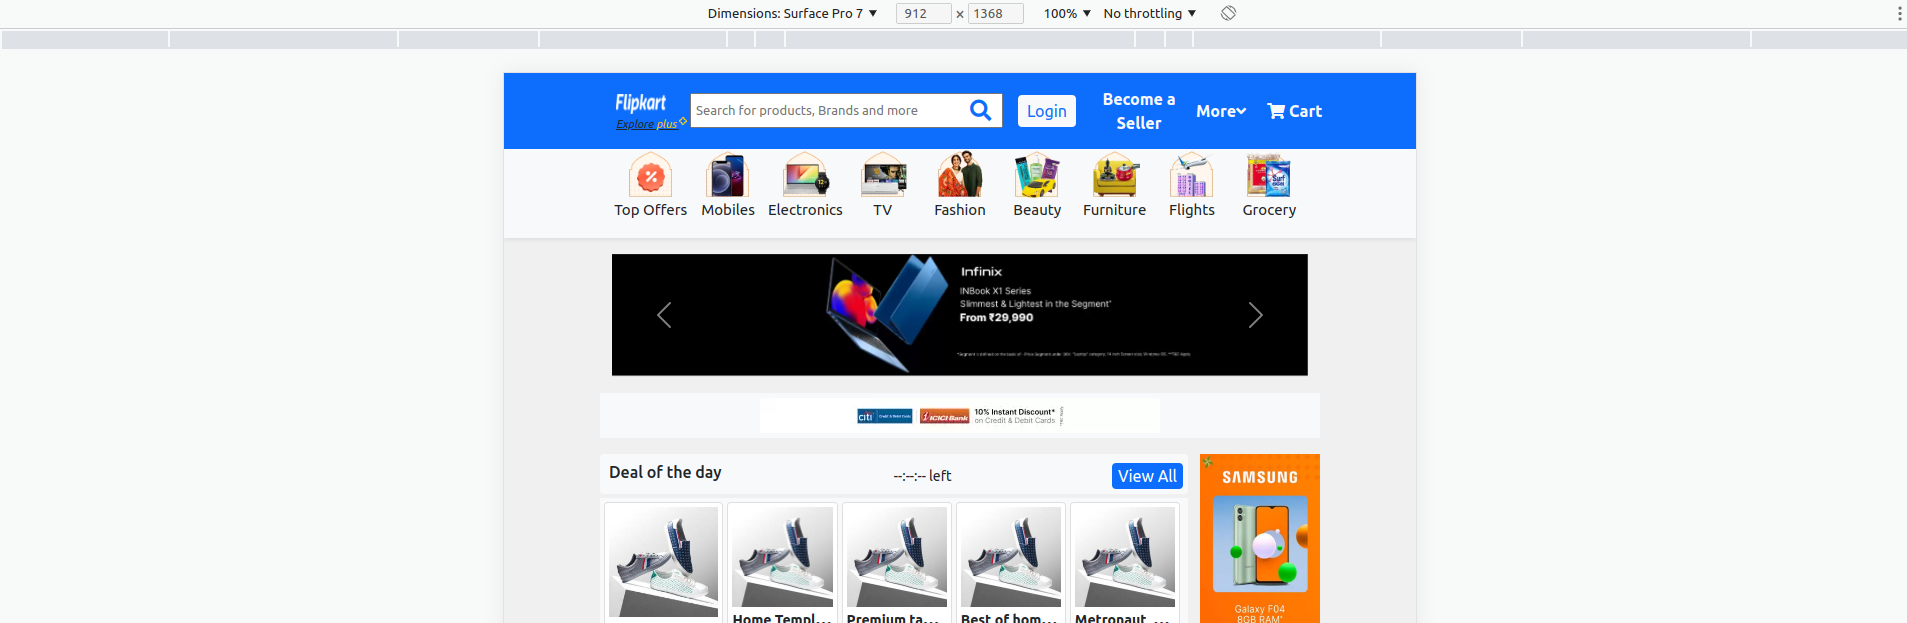 Dimensions: Surface Pro 7 ▼ 912 × 1368 100% ▼ No throttling ▼
Flipkart
Explore plus
Search for products, Brands and more
Login
Become a
Seller
More
Cart
Top Offers Mobiles Electronics TV Fashion Beauty Furniture Flights Grocery
Infinix
INBook X1 Series
Slimmest & Lightest in the Segment*
From ₹29,990
citi Credit & Debit Cards
ICICI Bank
10% Instant Discount*
on Credit & Debit Cards
Deal of the day
--:--:-- left
View All
SAMSUNG
Galaxy F04
8GB RAM*
Home Templ...
Premium ta...
Best of hom...
Metronaut ...